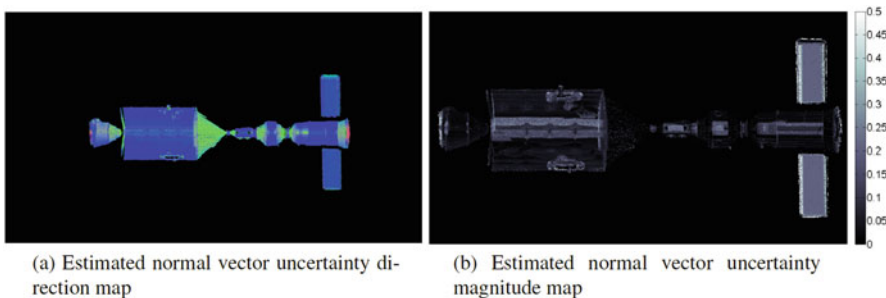 0.5
0.45
0.4
0.35
0.3
0.25
0.2
0.15
0.1
0.05
0
(a) Estimated normal vector uncertainty di-
rection map
(b) Estimated normal vector uncertainty
magnitude map